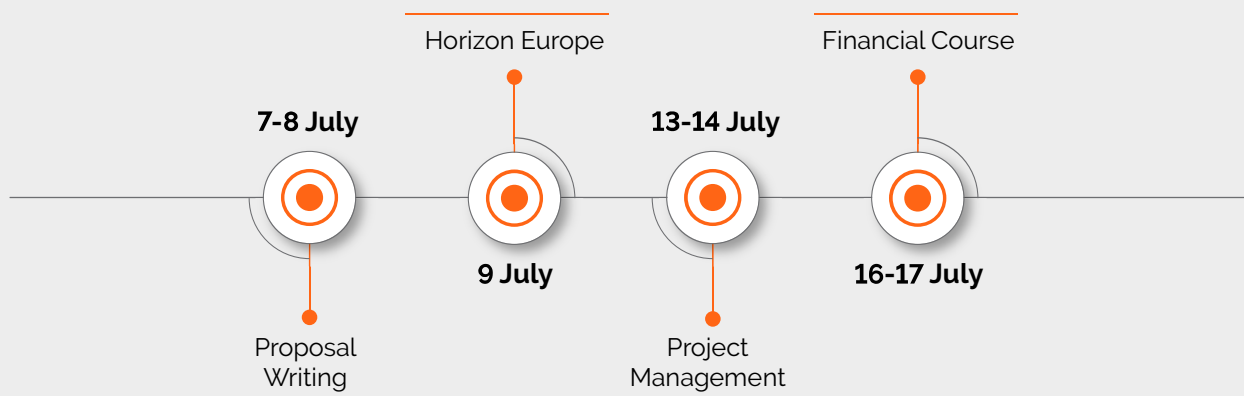 Horizon Europe
Financial Course
7-8 July
13-14 July
9 July
16-17 July
Proposal
Writing
Project
Management